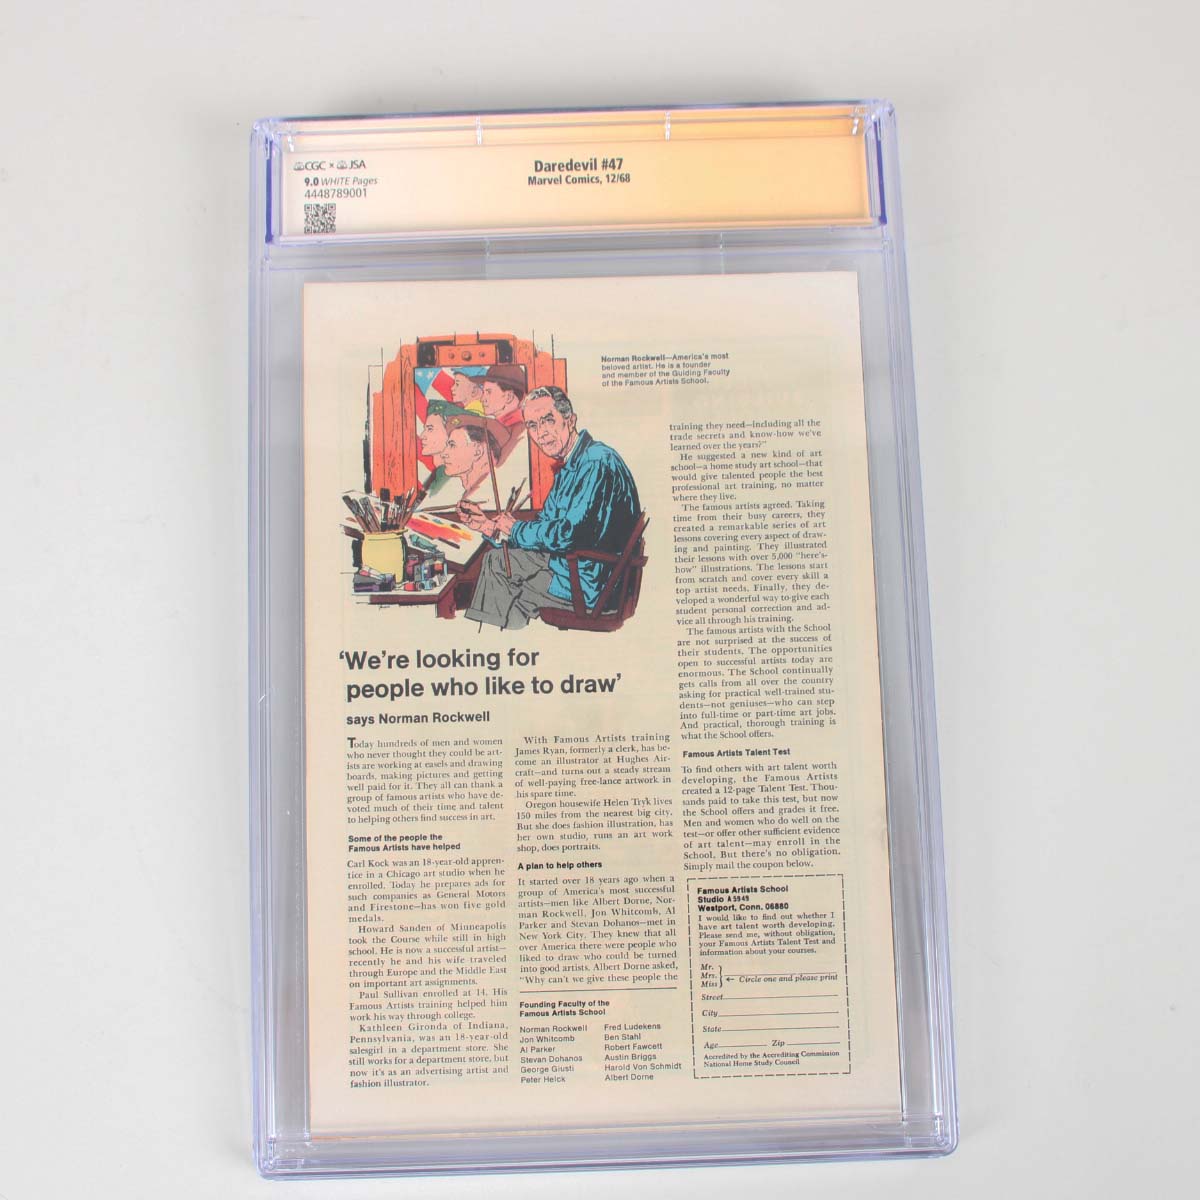 CGC × JSA
9.0 WHITE Pages
4448789001
Daredevil #47
Marvel Comics, 12/68
Norman Rockwell—America's most
beloved artist. He is a founder
and member of the Guiding Faculty
of the Famous Artists School.
'We're looking for
people who like to draw'
says Norman Rockwell
Today hundreds of men and women
who never thought they could be art-
ists are working at easels and drawing
boards, making pictures and getting
well paid for it. They all can thank a
group of famous artists who have de-
voted much of their time and talent
to helping others find success in art.
Some of the people the
Famous Artists have helped
Carl Kock was an 18-year-old appren-
tice in a Chicago art studio when he
enrolled. Today he prepares ads for
such companies as General Motors
and Firestone—has won five gold
medals.
Howard Sanden of Minneapolis
took the Course while still in high
school. He is now a successful artist—
recently he and his wife traveled
through Europe and the Middle East
on important art assignments.
Paul Sullivan enrolled at 14. His
Famous Artists training helped him
work his way through college.
Kathleen Gironda of Indiana,
Pennsylvania, was an 18-year-old
salesgirl in a department store. She
still works for a department store, but
now it's as an advertising artist and
fashion illustrator.
With Famous Artists training
James Ryan, formerly a clerk, has be-
come an illustrator at Hughes Air-
craft—and turns out a steady stream
of well-paying free-lance artwork in
his spare time.
Oregon housewife Helen Tryk lives
150 miles from the nearest big city.
But she does fashion illustration, has
her own studio, runs an art work
shop, does portraits.
A plan to help others
It started over 18 years ago when a
group of America's most successful
artists—men like Albert Dorne, Nor-
man Rockwell, Jon Whitcomb, Al
Parker and Stevan Dohanos—met in
New York City. They knew that all
over America there were people who
liked to draw who could be turned
into good artists. Albert Dorne asked,
"Why can't we give these people the
training they need—including all the
trade secrets and know-how we've
learned over the years?"
He suggested a new kind of art
school—a home study art school—that
would give talented people the best
professional art training, no matter
where they live.
The famous artists agreed. Taking
time from their busy careers, they
created a remarkable series of art
lessons covering every aspect of draw-
ing and painting. They illustrated
their lessons with over 5,000 "here's-
how" illustrations. The lessons start
from scratch and cover every skill a
top artist needs. Finally, they de-
veloped a wonderful way to give each
student personal correction and ad-
vice all through his training.
The famous artists with the School
are not surprised at the success of
their students. The opportunities
open to successful artists today are
enormous. The School continually
gets calls from all over the country
asking for practical well-trained stu-
dents—not geniuses—who can step
into full-time or part-time art jobs.
And practical, thorough training is
what the School offers.
Famous Artists Talent Test
To find others with art talent worth
developing, the Famous Artists
created a 12-page Talent Test. Thou-
sands paid to take this test, but now
the School offers and grades it free.
Men and women who do well on the
test—or offer other sufficient evidence
of art talent—may enroll in the
School. But there's no obligation.
Simply mail the coupon below.
Founding Faculty of the
Famous Artists School
Norman Rockwell
Jon Whitcomb
Al Parker
Stevan Dohanos
George Giusti
Peter Helck
Fred Ludekens
Ben Stahl
Robert Fawcett
Austin Briggs
Harold Von Schmidt
Albert Dorne
Famous Artists School
Studio A5949
Westport, Conn. 06880
I would like to find out whether I
have art talent worth developing.
Please send me, without obligation,
your Famous Artists Talent Test and
information about your courses.
Mr.
Mrs. ← Circle one and please print
Miss
Street
City
State
Age Zip
Accredited by the Accrediting Commission
National Home Study Council